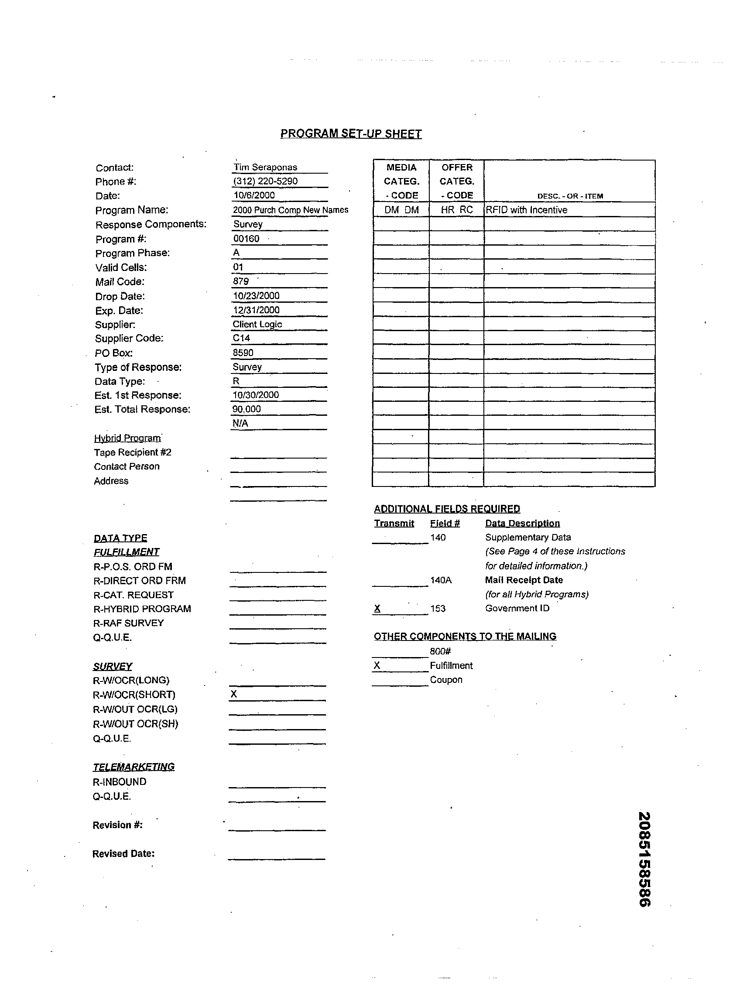 PROGRAM SET-UP SHEET
Contact: Tim Seraponas
Phone #: (312) 220-5290
Date: 10/6/2000
Program Name: 2000 Purch Comp New Names
Response Components: Survey
Program #: 00160
Program Phase: A
Valid Cells: 01
Mail Code: 879
Drop Date: 10/23/2000
Exp. Date: 12/31/2000
Supplier: Client Logic
Supplier Code: C14
PO Box: 8590
Type of Response: Survey
Data Type: R
Est. 1st Response: 10/30/2000
Est. Total Response: 90,000
N/A
Hybrid Program
Tape Recipient #2
Contact Person
Address
MEDIA OFFER
CATEG. CATEG.
- CODE - CODE DESC. - OR - ITEM
DM DM HR RC RFID with Incentive
DATA TYPE
FULFILLMENT
R-P.O.S. ORD FM
R-DIRECT ORD FRM
R-CAT. REQUEST
R-HYBRID PROGRAM
R-RAF SURVEY
Q-Q.U.E.
SURVEY
R-W/OCR(LONG)
R-W/OCR(SHORT) X
R-W/OUT OCR(LG)
R-W/OUT OCR(SH)
Q-Q.U.E.
TELEMARKETING
R-INBOUND
Q-Q.U.E.
Revision #:
Revised Date:
ADDITIONAL FIELDS REQUIRED
Transmit Field # Data Description
140 Supplementary Data
(See Page 4 of these instructions
for detailed information.)
140A Mail Receipt Date
(for all Hybrid Programs)
X 153 Government ID
OTHER COMPONENTS TO THE MAILING
800#
X Fulfillment
Coupon
2085158586